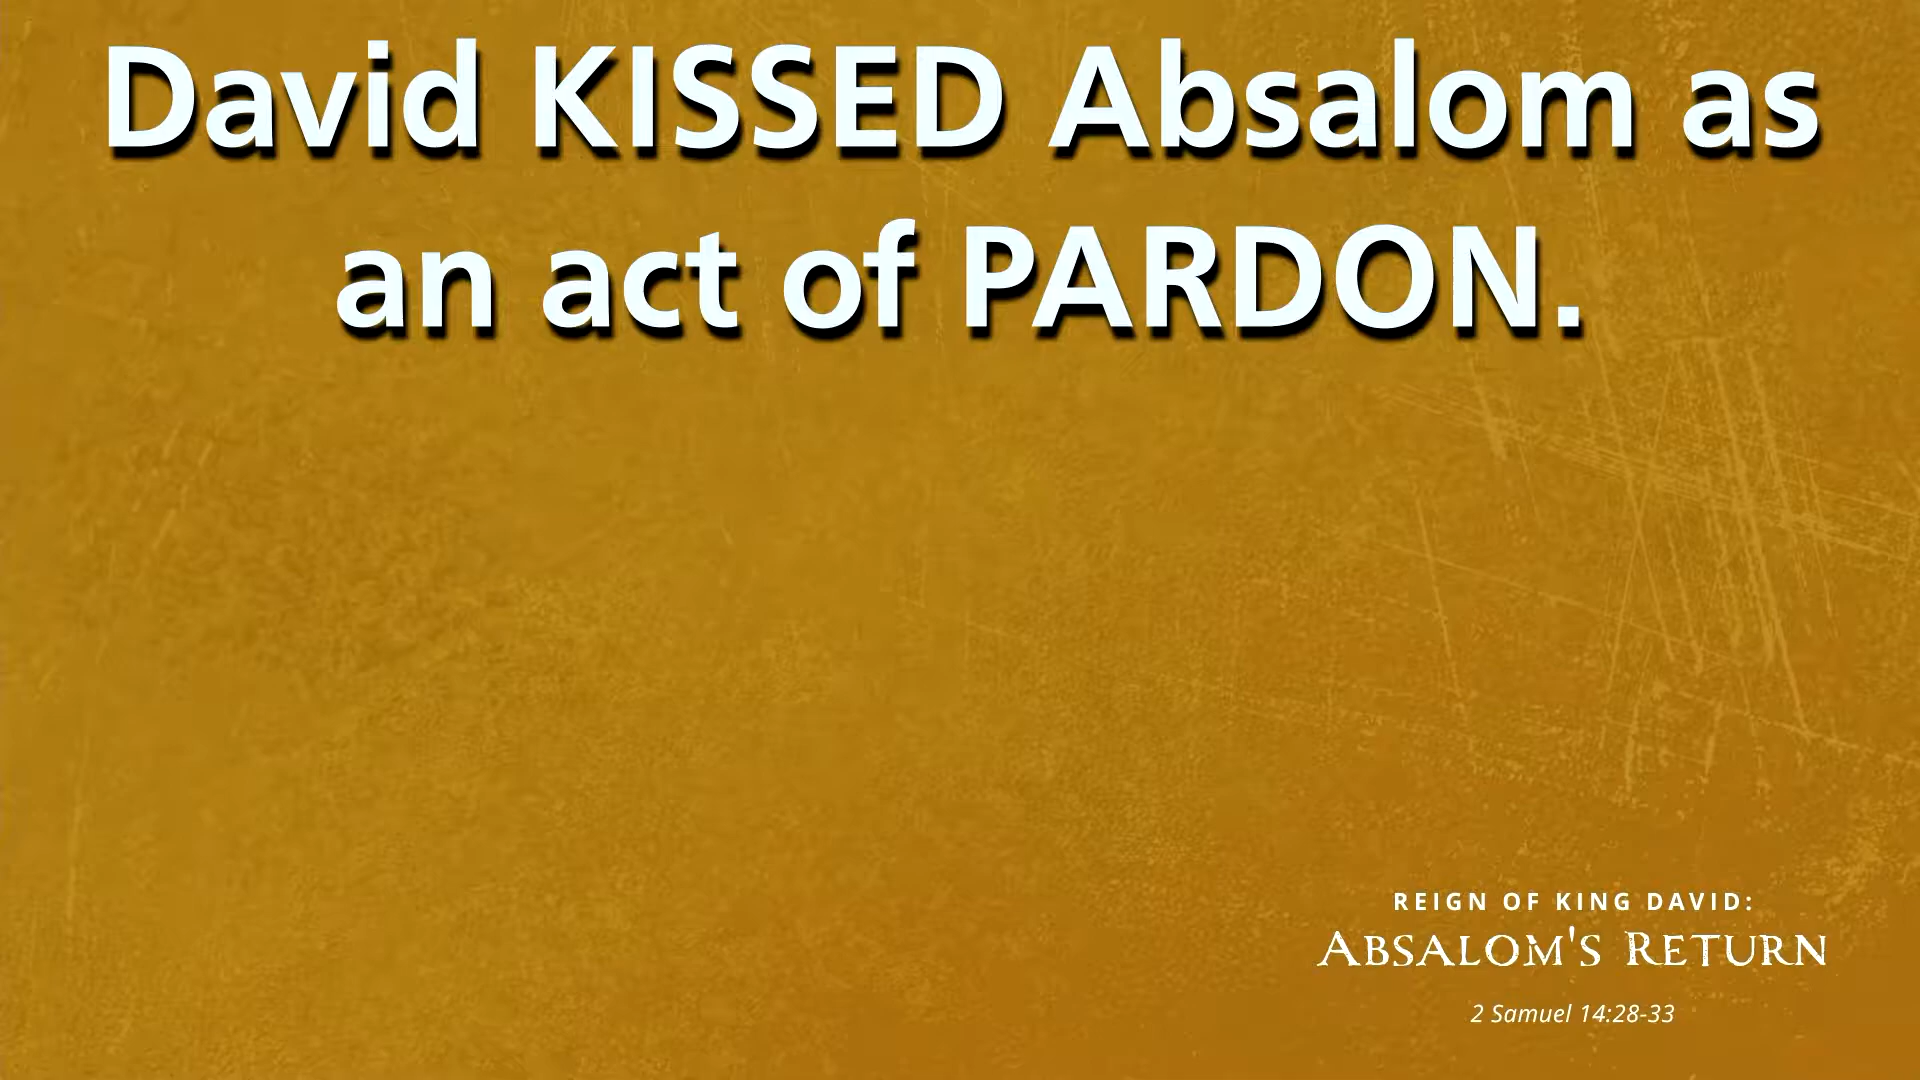 David KISSED Absalom as
an act of PARDON.
REIGN OF KING DAVID:
ABSALOM'S RETURN
2 Samuel 14:28-33